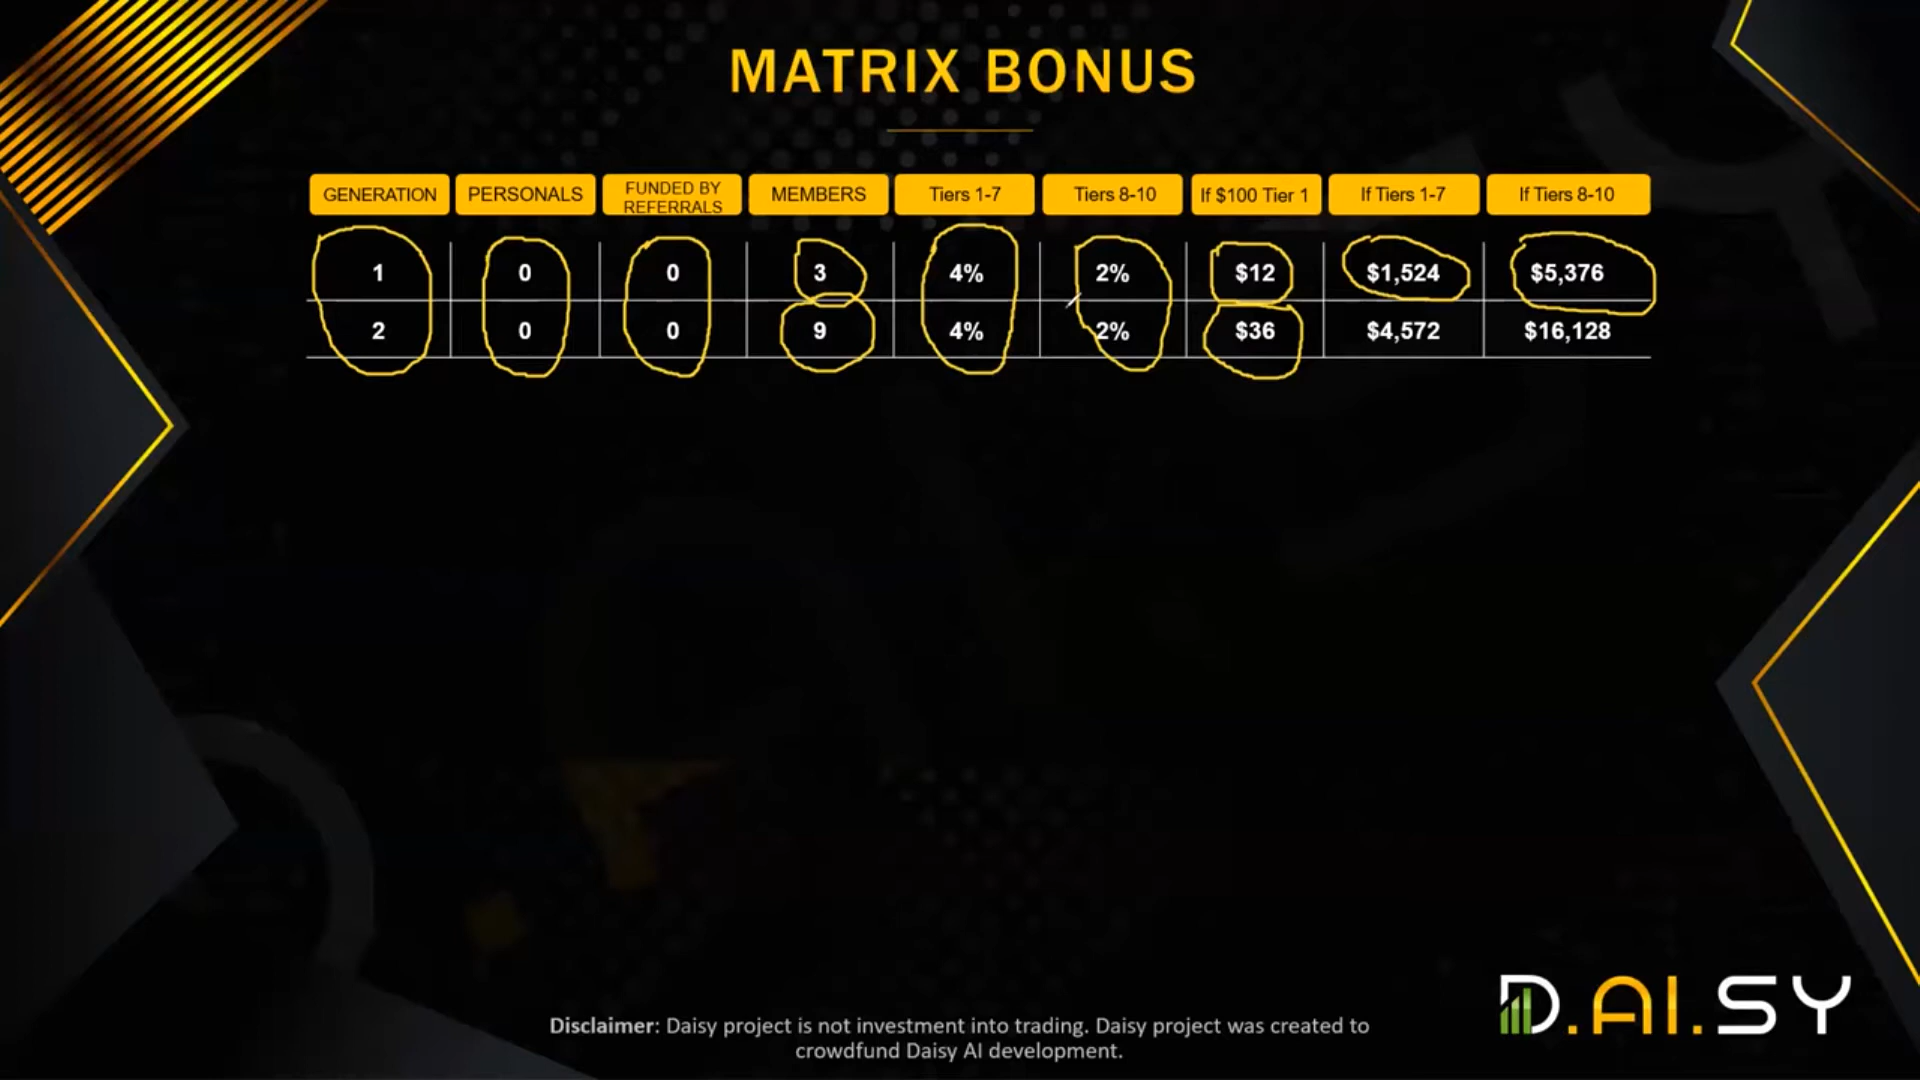 MATRIX BONUS
GENERATION PERSONALS FUNDED BY REFERRALS MEMBERS Tiers 1-7 Tiers 8-10 If $100 Tier 1 If Tiers 1-7 If Tiers 8-10
1 0 0 3 4% 2% $12 $1,524 $5,376
2 0 0 9 4% 2% $36 $4,572 $16,128
Disclaimer: Daisy project is not investment into trading. Daisy project was created to
crowdfund Daisy AI development.
D.AI.SY